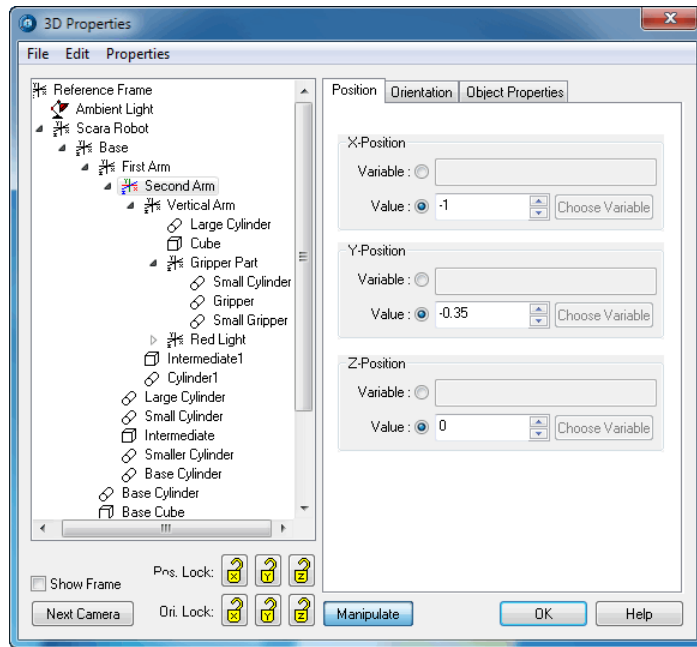 3D Properties
File Edit Properties
Reference Frame
Ambient Light
Scara Robot
Base
First Arm
Second Arm
Vertical Arm
Large Cylinder
Cube
Gripper Part
Small Cylinder
Gripper
Small Gripper
Red Light
Intermediate1
Cylinder1
Large Cylinder
Small Cylinder
Intermediate
Smaller Cylinder
Base Cylinder
Base Cylinder
Base Cube
Show Frame
Next Camera
Pos. Lock: X Y Z
Ori. Lock: X Y Z
Position Orientation Object Properties
X-Position
Variable :
Value : -1 Choose Variable
Y-Position
Variable :
Value : -0.35 Choose Variable
Z-Position
Variable :
Value : 0 Choose Variable
Manipulate OK Help